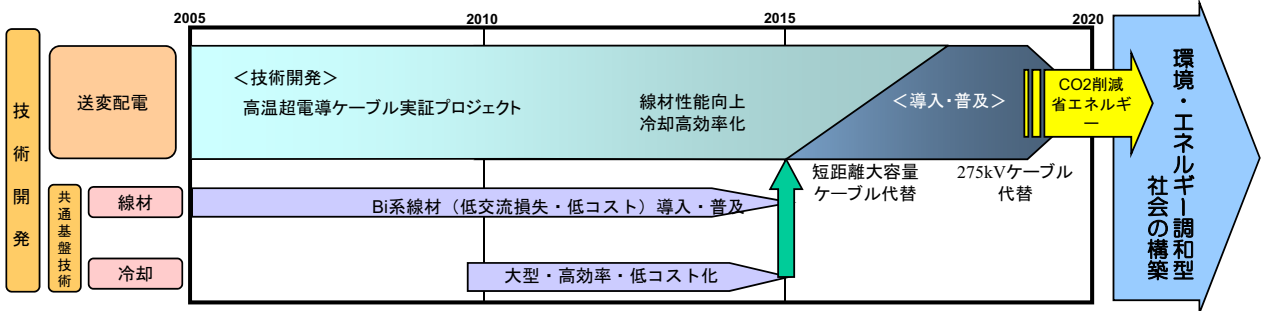 2005
2010
2015
2020
技術開発
送変配電
＜技術開発＞
高温超電導ケーブル実証プロジェクト
線材性能向上
冷却高効率化
＜導入・普及＞
CO2削減
省エネルギ
ー
環境・エネルギー調和型
社会の構築
短距離大容量
ケーブル代替
275kVケーブル
代替
共通基盤技術
線材
Bi系線材（低交流損失・低コスト）導入・普及
冷却
大型・高効率・低コスト化